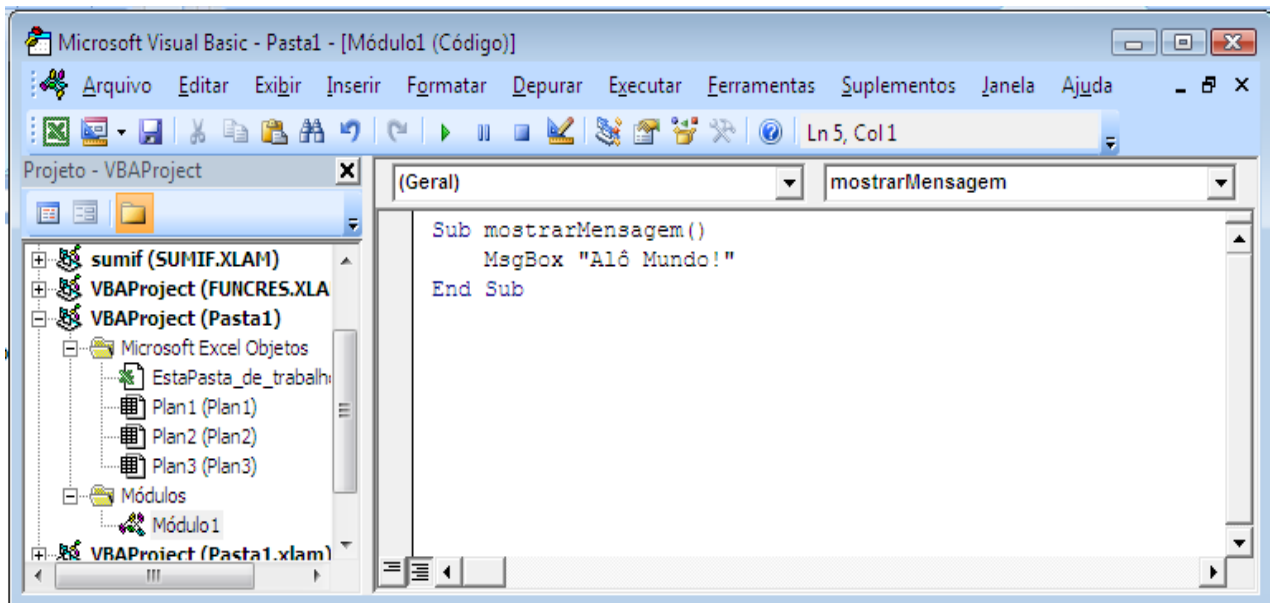 Microsoft Visual Basic - Pasta1 - [Módulo1 (Código)]
Arquivo Editar Exibir Inserir Formatar Depurar Executar Ferramentas Suplementos Janela Ajuda
Ln 5, Col 1
Projeto - VBAProject
(Geral) mostrarMensagem
sumif (SUMIF.XLAM)
VBAProject (FUNCRES.XLA
VBAProject (Pasta1)
Microsoft Excel Objetos
EstaPasta_de_trabalho
Plan1 (Plan1)
Plan2 (Plan2)
Plan3 (Plan3)
Módulos
Módulo1
VBAProject (Pasta1.xlam)
Sub mostrarMensagem()
MsgBox "Alô Mundo!"
End Sub